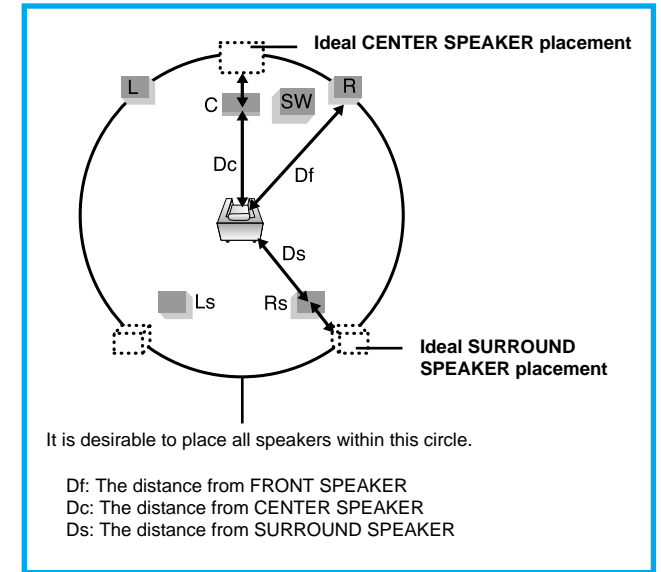 Ideal CENTER SPEAKER placement
L
R
C
SW
Dc
Df
Ds
Ls
Rs
Ideal SURROUND
SPEAKER placement
It is desirable to place all speakers within this circle.
Df: The distance from FRONT SPEAKER
Dc: The distance from CENTER SPEAKER
Ds: The distance from SURROUND SPEAKER